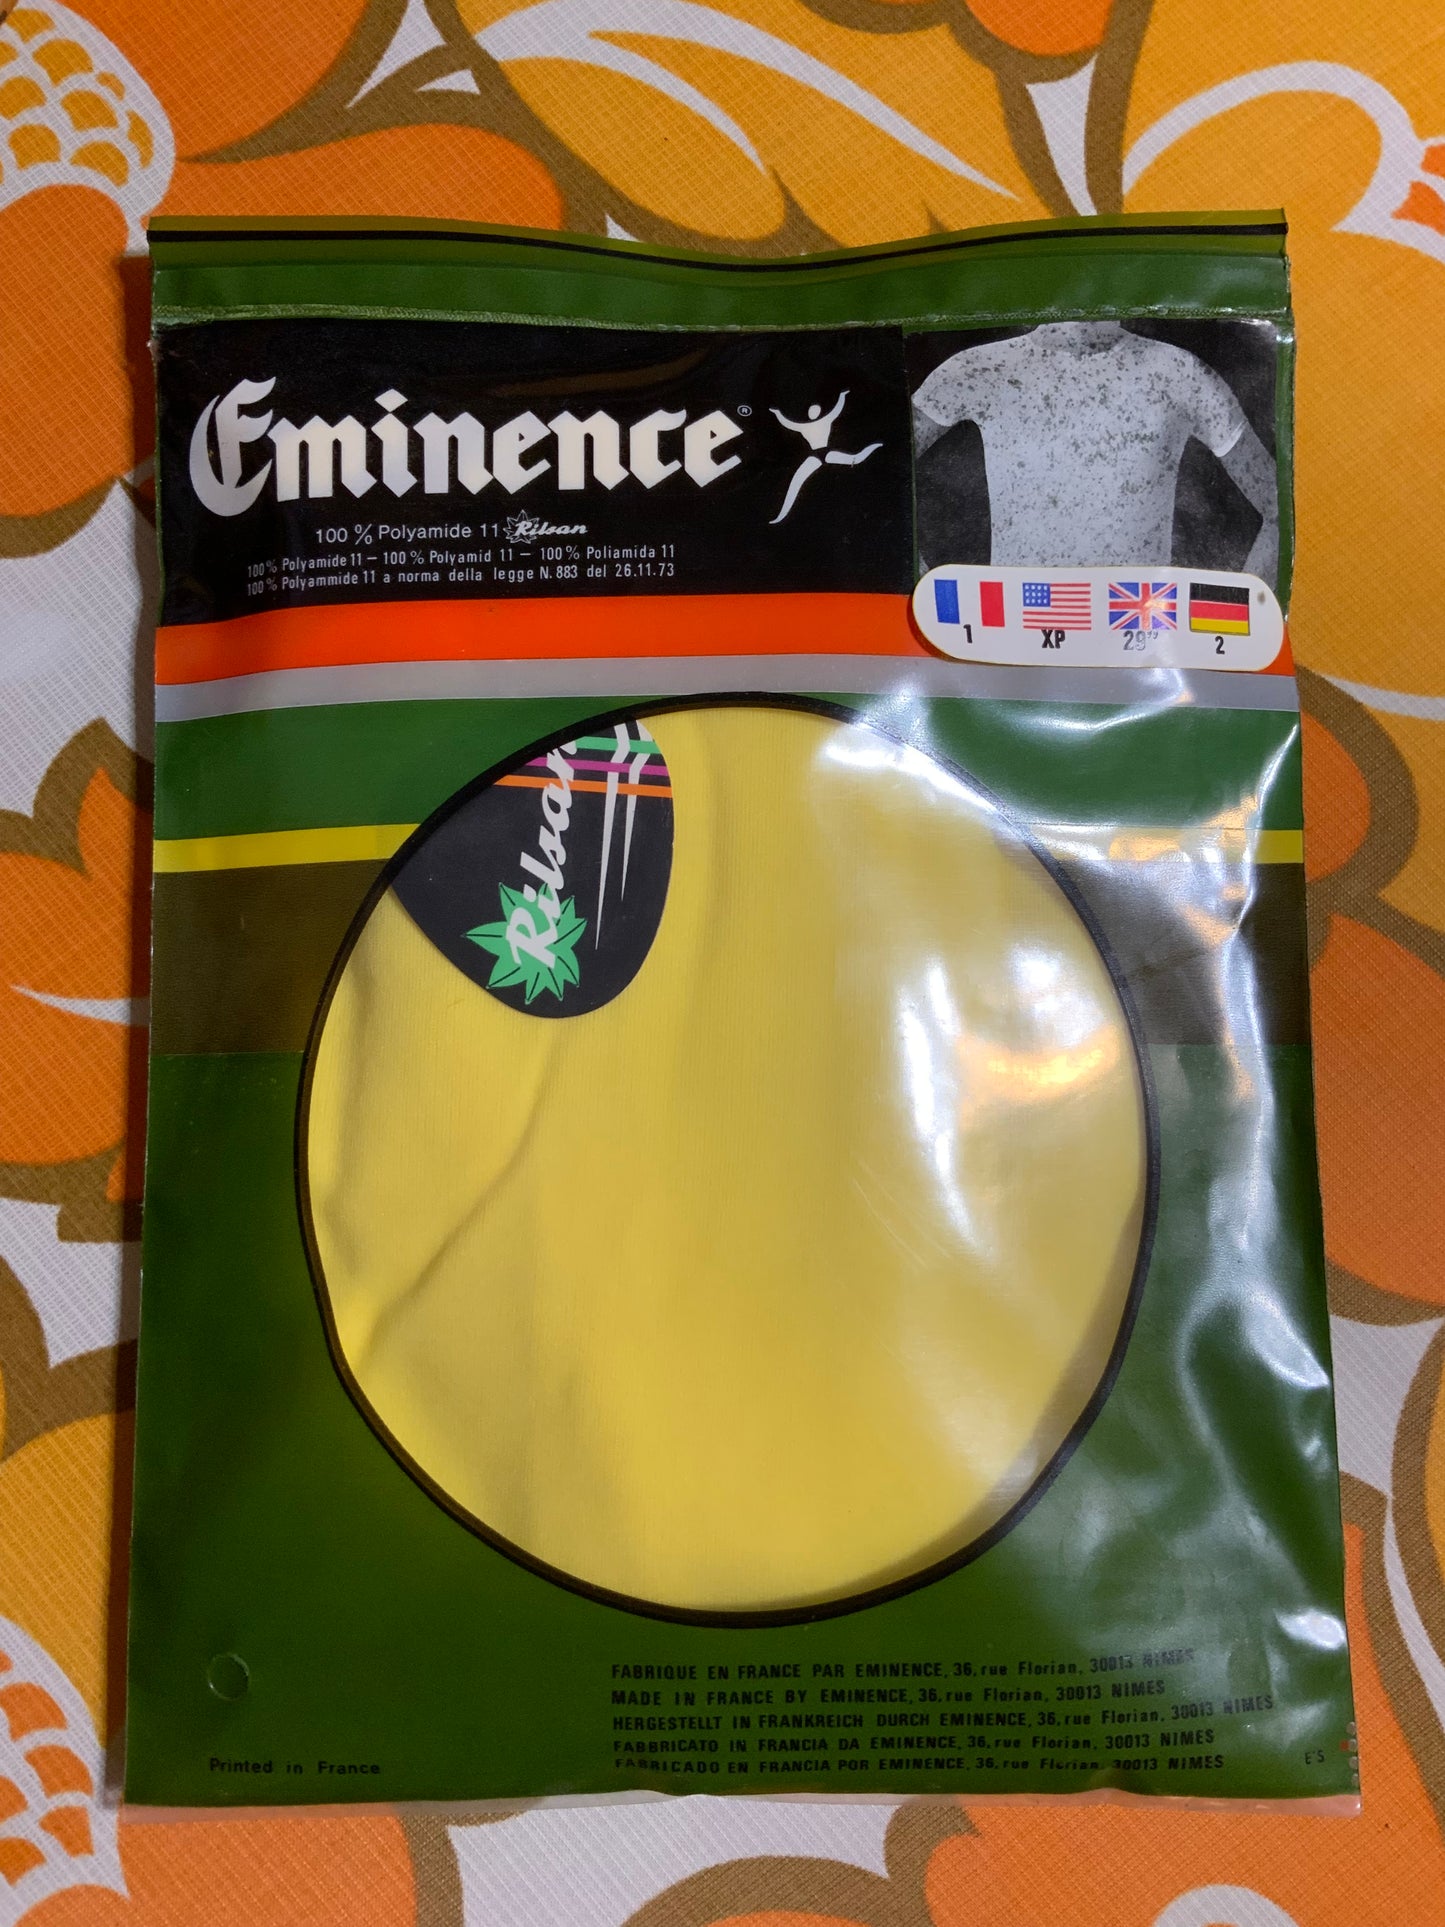 Eminence®
100 % Polyamide 11 Rilsan
100 % Polyamide 11 – 100 % Polyamid 11 – 100 % Poliamida 11
100 % Polyammide 11 a norma della legge N. 883 del 26.11.73
1 XP 29" 2
Rilsan
FABRIQUE EN FRANCE PAR EMINENCE, 36, rue Florian, 30013 NIMES
MADE IN FRANCE BY EMINENCE, 36, rue Florian, 30013 NIMES
HERGESTELLT IN FRANKREICH DURCH EMINENCE, 36, rue Florian, 30013 NIMES
FABBRICATO IN FRANCIA DA EMINENCE, 36, rue Florian, 30013 NIMES
FABRICADO EN FRANCIA POR EMINENCE, 36, rue Florian, 30013 NIMES
Printed in France
E'S